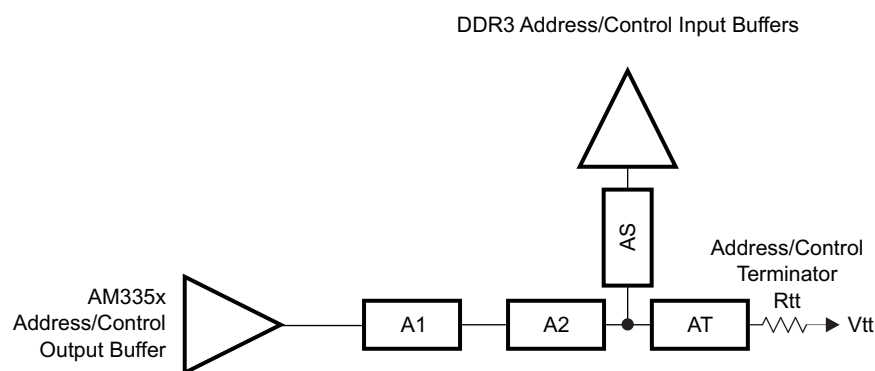 DDR3 Address/Control Input Buffers
AS
Address/Control
Terminator
Rtt
AM335x
Address/Control
Output Buffer
A1
A2
AT
Vtt